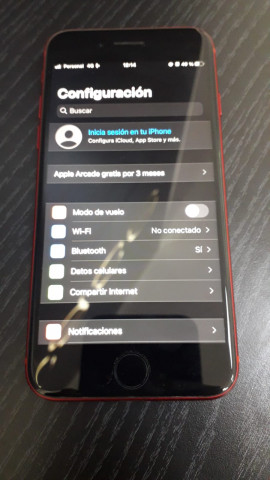 Personal 4G
18:14
49 %
Configuración
Buscar
Inicia sesión en tu iPhone
Configura iCloud, App Store y más.
Apple Arcade gratis por 3 meses
Modo de vuelo
Wi-Fi No conectado
Bluetooth Sí
Datos celulares
Compartir Internet
Notificaciones